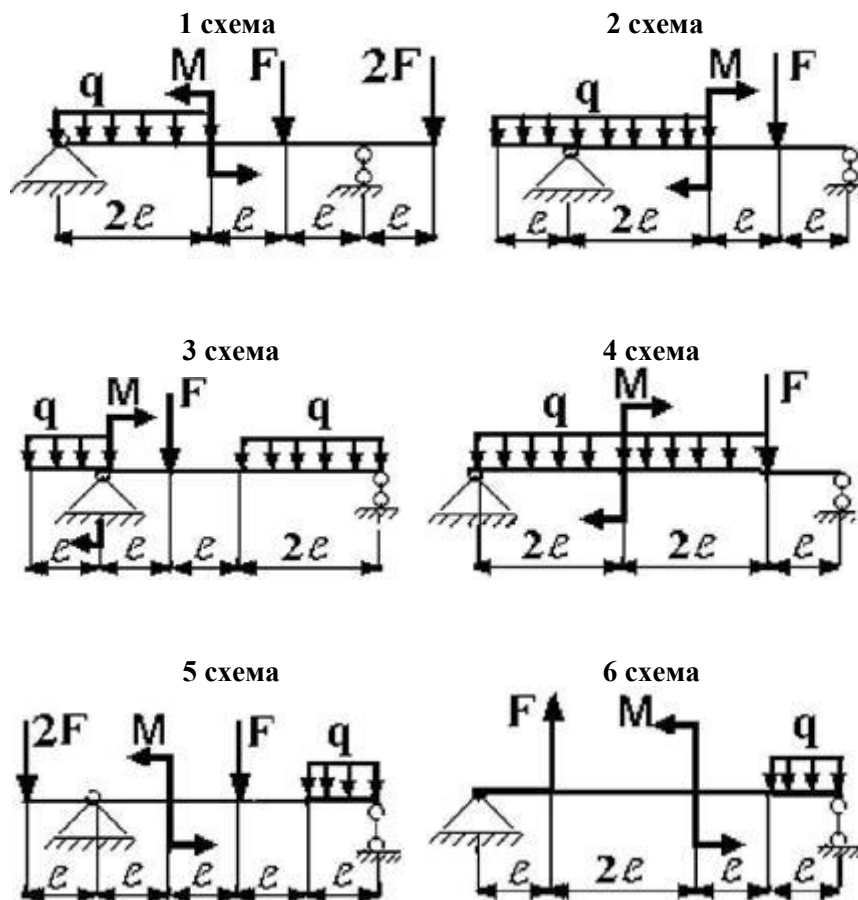 1 схема
2 схема
q M F 2F
q M F
2ℓ ℓ ℓ ℓ
ℓ 2ℓ ℓ ℓ
3 схема
4 схема
q M F q
q M F
ℓ ℓ ℓ 2ℓ
2ℓ 2ℓ ℓ
5 схема
6 схема
2F M F q
F M q
ℓ ℓ ℓ ℓ ℓ
ℓ 2ℓ ℓ ℓ